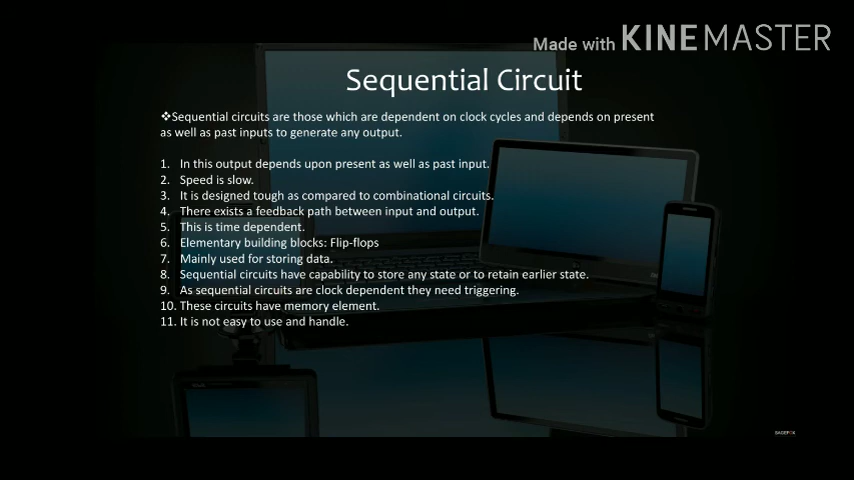 Made with KINEMASTER
Sequential Circuit
❖Sequential circuits are those which are dependent on clock cycles and depends on present
as well as past inputs to generate any output.
1. In this output depends upon present as well as past input.
2. Speed is slow.
3. It is designed tough as compared to combinational circuits.
4. There exists a feedback path between input and output.
5. This is time dependent.
6. Elementary building blocks: Flip-flops
7. Mainly used for storing data.
8. Sequential circuits have capability to store any state or to retain earlier state.
9. As sequential circuits are clock dependent they need triggering.
10. These circuits have memory element.
11. It is not easy to use and handle.
SAGEFOX